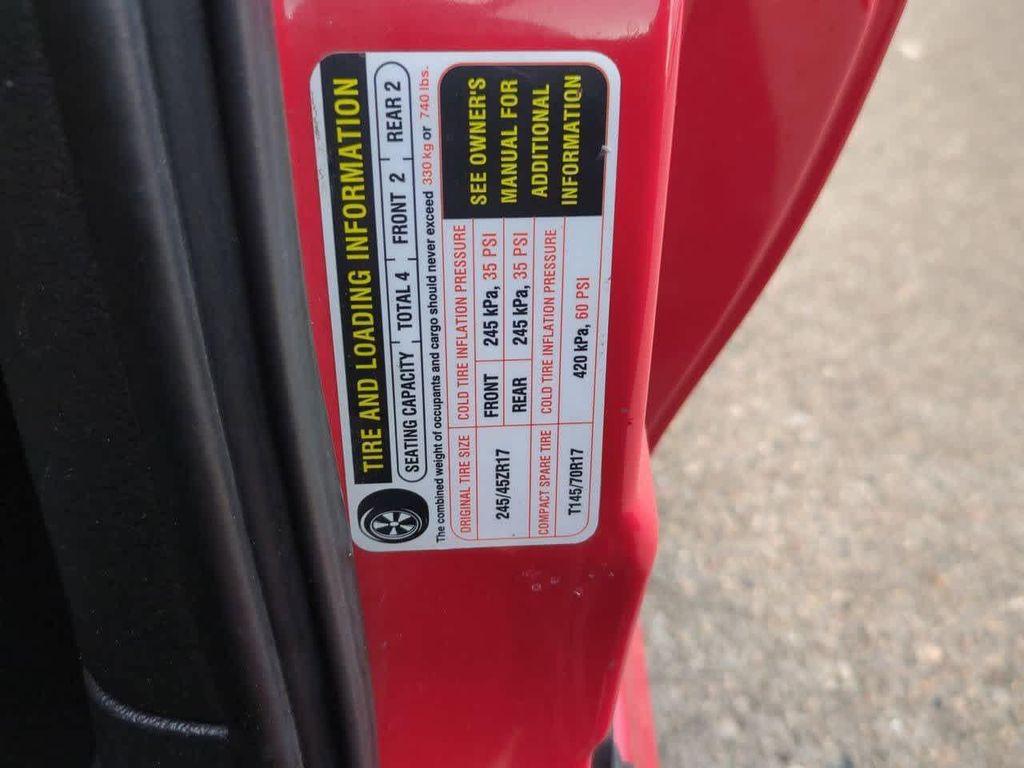 TIRE AND LOADING INFORMATION
SEATING CAPACITY TOTAL 4 FRONT 2 REAR 2
The combined weight of occupants and cargo should never exceed 330 kg or 740 lbs.
ORIGINAL TIRE SIZE COLD TIRE INFLATION PRESSURE
245/45ZR17
FRONT 245 kPa, 35 PSI
REAR 245 kPa, 35 PSI
COMPACT SPARE TIRE COLD TIRE INFLATION PRESSURE
T145/70R17 420 kPa, 60 PSI
SEE OWNER'S
MANUAL FOR
ADDITIONAL
INFORMATION